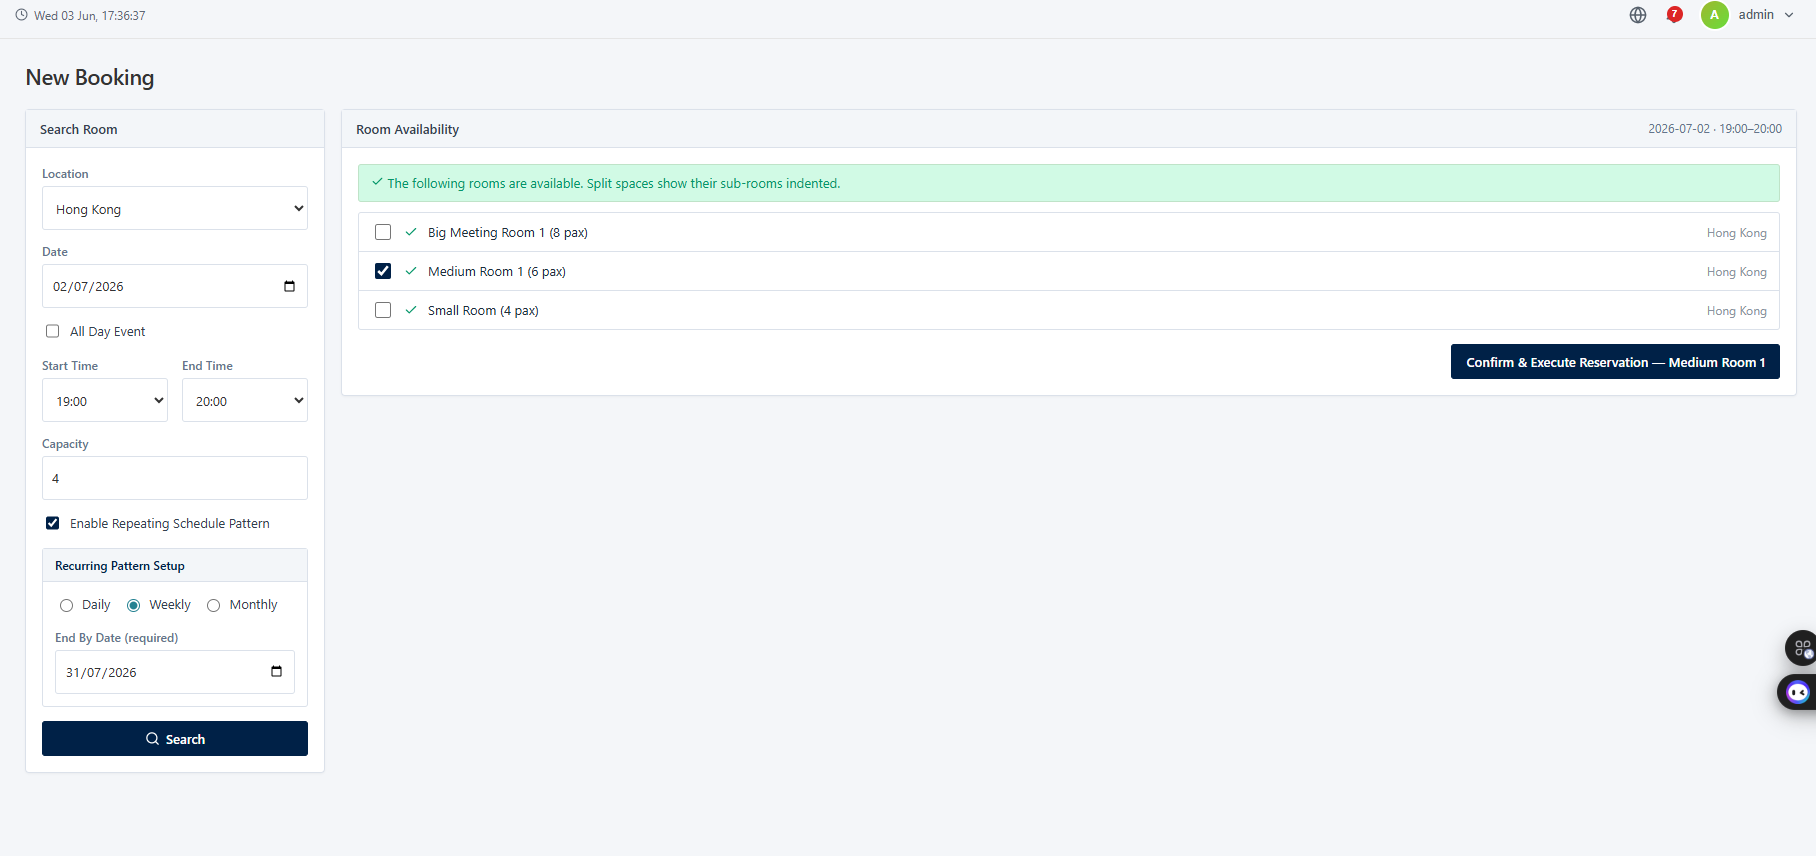 Wed 03 Jun, 17:36:37
7
A
admin
New Booking
Search Room
Location
Hong Kong
Date
02/07/2026
All Day Event
Start Time
End Time
19:00
20:00
Capacity
4
Enable Repeating Schedule Pattern
Recurring Pattern Setup
Daily
Weekly
Monthly
End By Date (required)
31/07/2026
Search
Room Availability
2026-07-02 · 19:00–20:00
The following rooms are available. Split spaces show their sub-rooms indented.
Big Meeting Room 1 (8 pax)
Hong Kong
Medium Room 1 (6 pax)
Hong Kong
Small Room (4 pax)
Hong Kong
Confirm & Execute Reservation — Medium Room 1